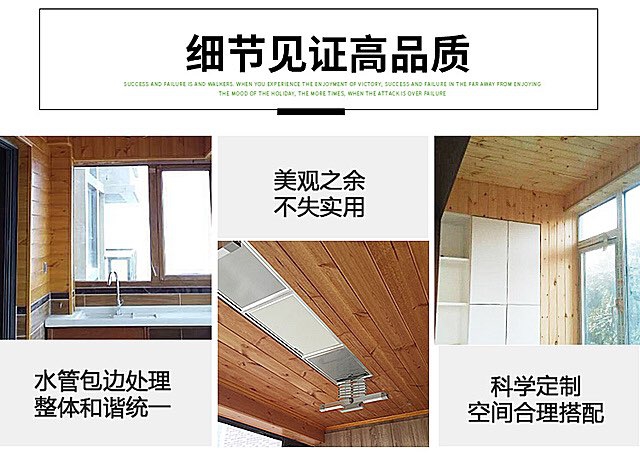 细节见证高品质
SUCCESS AND FAILURE IS AND WALKERS. WHEN YOU EXPERIENCE THE ENJOYMENT OF VICTORY, SUCCESS AND FAILURE IN THE FAR AWAY FROM ENJOYING
THE MOOD OF THE HOLIDAY, THE MORE TIMES, WHEN THE ATTACK IS OVER FAILURE
美观之余
不失实用
水管包边处理
整体和谐统一
科学定制
空间合理搭配